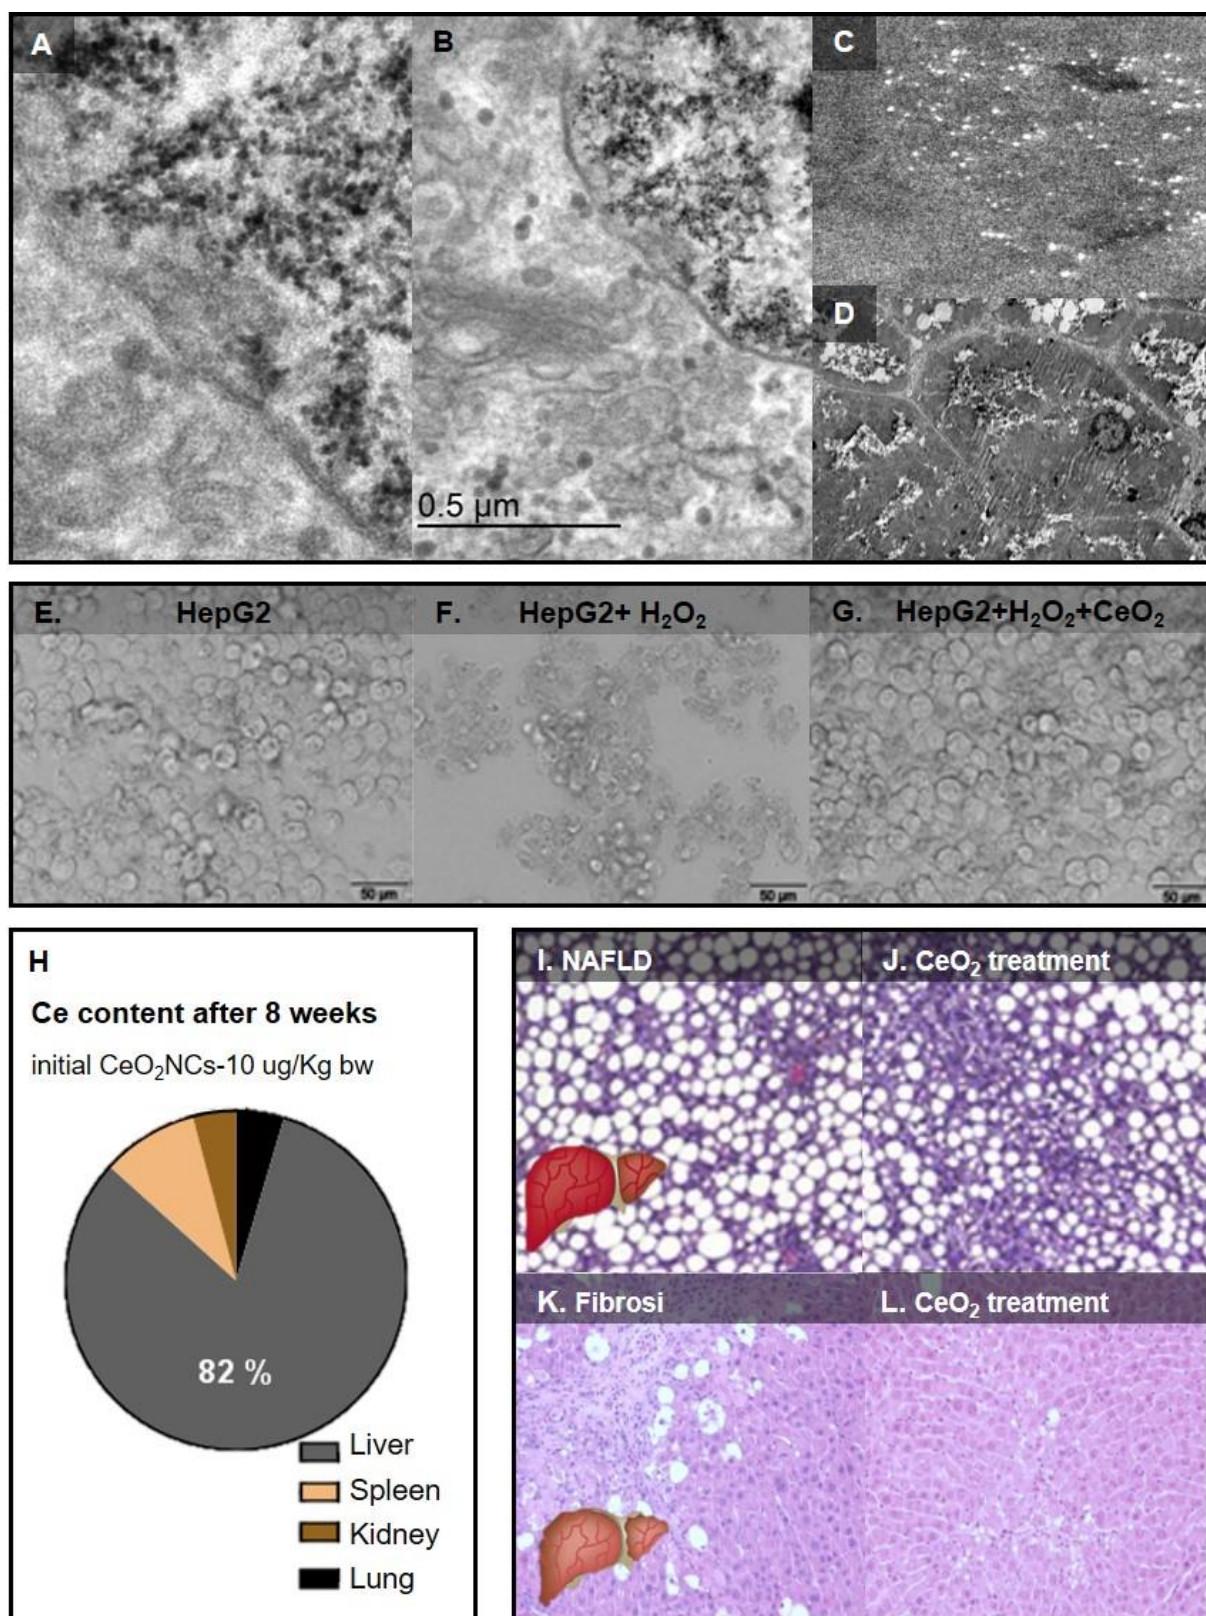 A
B
C
D
0.5 µm
E. HepG2
F. HepG2+ H₂O₂
G. HepG2+H₂O₂+CeO₂
50 µm
50 µm
50 µm
H
Ce content after 8 weeks
initial CeO₂NCs-10 ug/Kg bw
82 %
Liver
Spleen
Kidney
Lung
I. NAFLD
J. CeO₂ treatment
K. Fibrosi
L. CeO₂ treatment